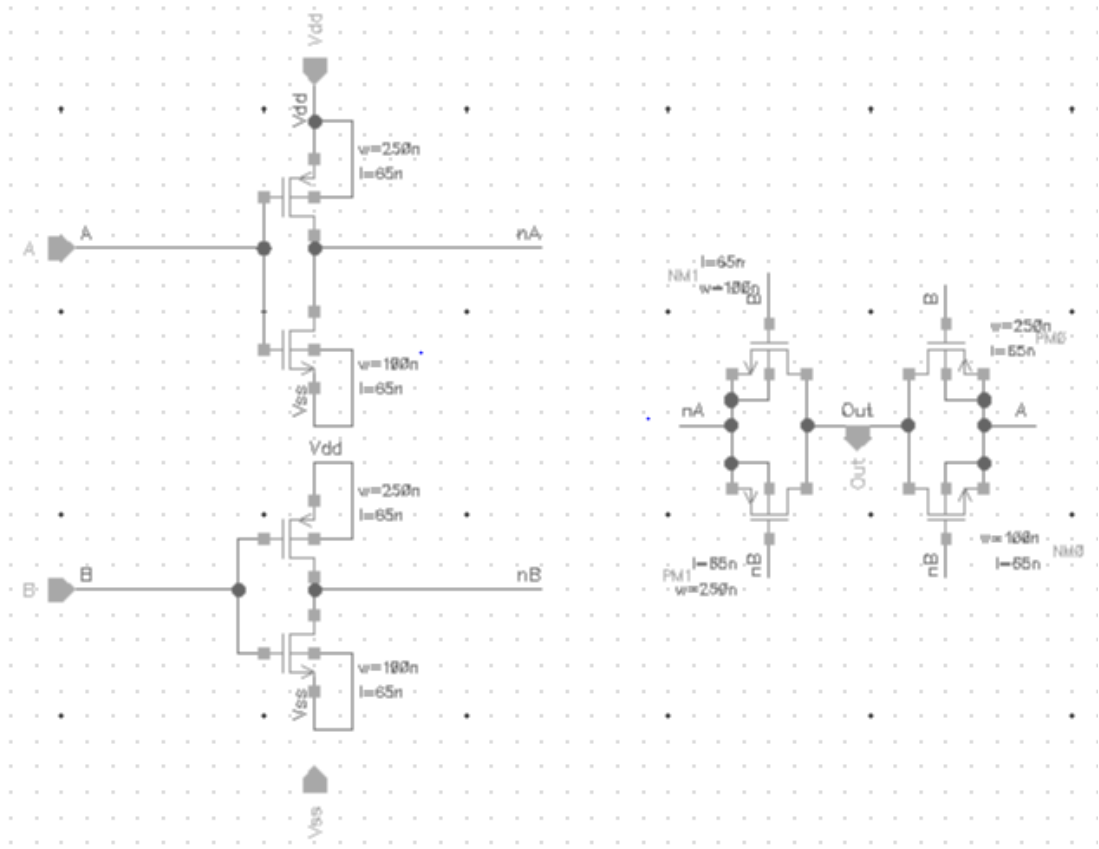 Vdd
Vdd
w=250n
l=65n
A
A
nA
w=100n
l=65n
Vss
Vdd
w=250n
l=65n
B
B
nB
w=100n
l=65n
Vss
Vss
l=65n
NM1
w=100n
B
B
w=250n
PM0
l=65n
nA
Out
A
Out
l=65n
nB
PM1
w=250n
nB
w=100n
NM0
l=65n